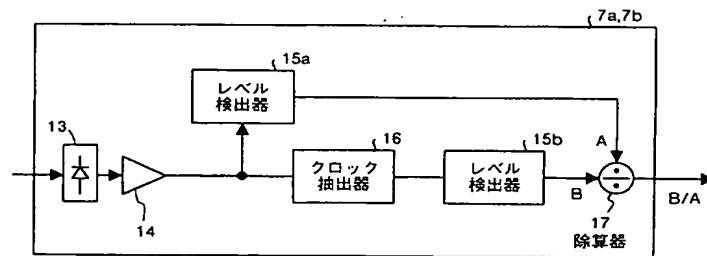 7a,7b
15a
レベル
検出器
13
14
16
クロック
抽出器
15b
レベル
検出器
A
B
17
除算器
B/A